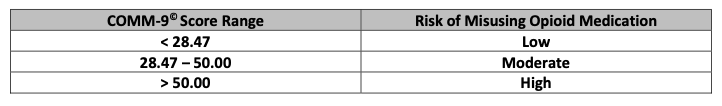 COMM-9© Score Range Risk of Misusing Opioid Medication
< 28.47 Low
28.47 – 50.00 Moderate
> 50.00 High